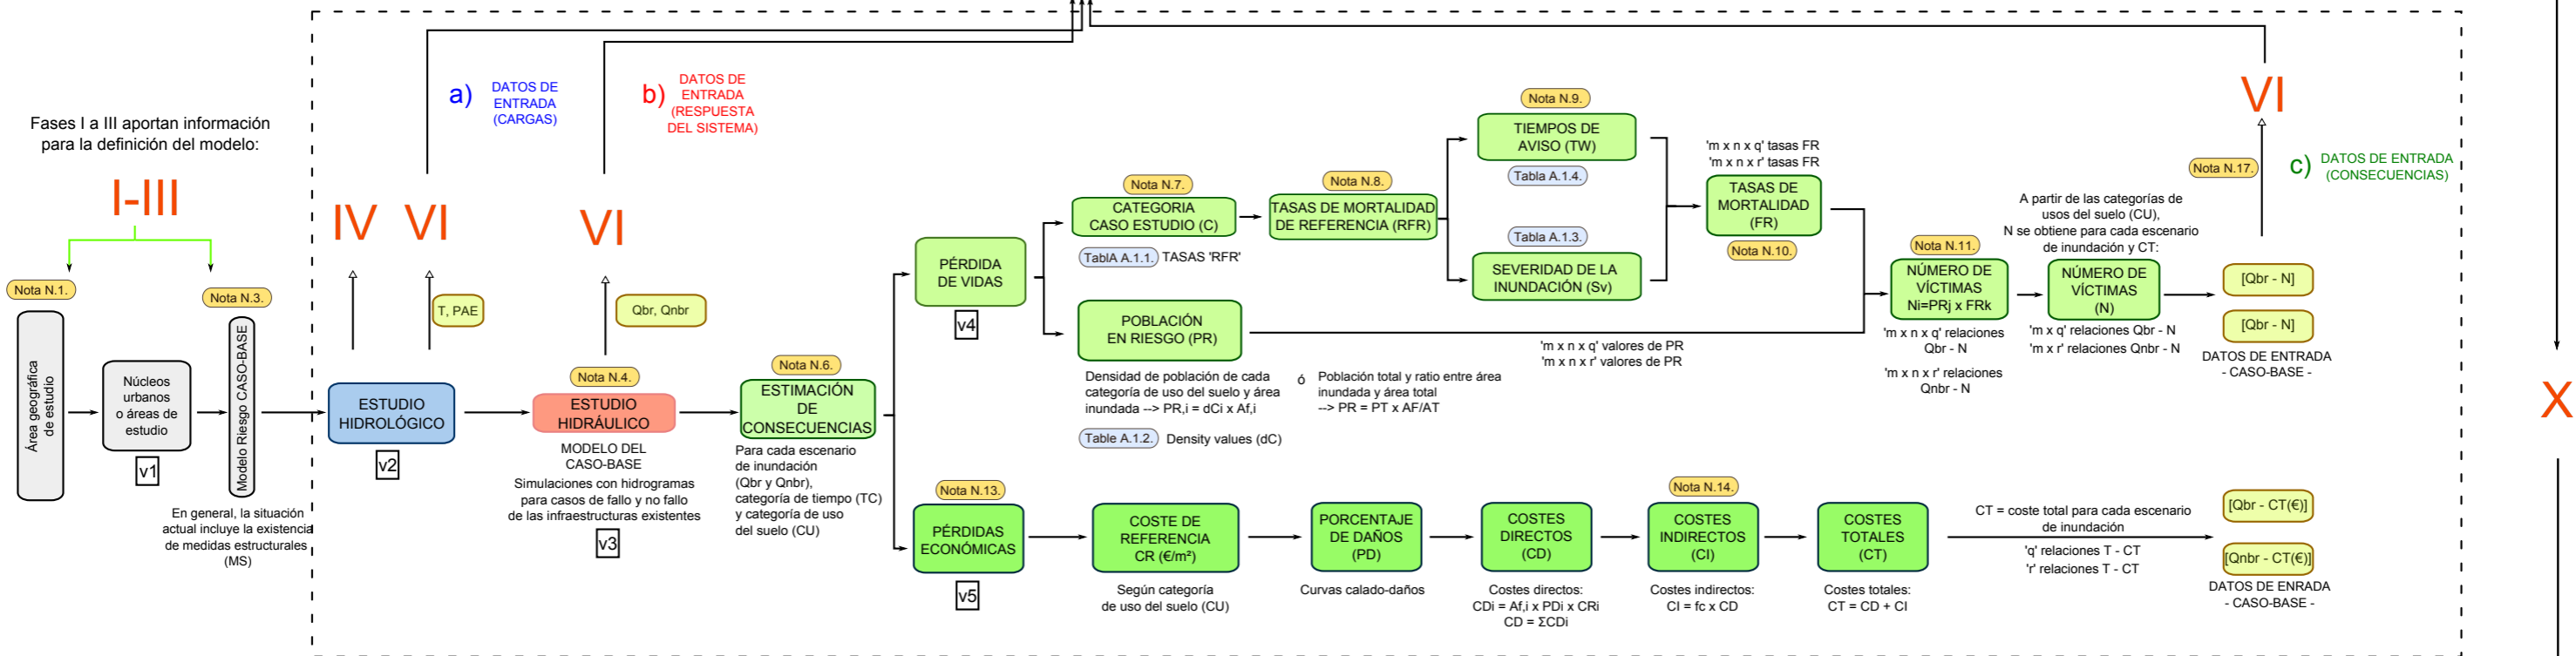 Fases I a III aportan información
para la definición del modelo:
I-III
Nota N.1.
Área geográfica
de estudio
Núcleos
urbanos
o áreas de
estudio
v1
Nota N.3.
Modelo Riesgo CASO-BASE
En general, la situación
actual incluye la existencia
de medidas estructurales
(MS)
a)
DATOS DE
ENTRADA
(CARGAS)
IV
VI
T, PAE
ESTUDIO
HIDROLÓGICO
v2
b)
DATOS DE
ENTRADA
(RESPUESTA
DEL SISTEMA)
VI
Qbr, Qnbr
Nota N.4.
ESTUDIO
HIDRÁULICO
MODELO DEL
CASO-BASE
Simulaciones con hidrogramas
para casos de fallo y no fallo
de las infraestructuras existentes
v3
Nota N.6.
ESTIMACIÓN
DE
CONSECUENCIAS
Para cada escenario
de inundación
(Qbr y Qnbr),
categoría de tiempo (TC)
y categoría de uso
del suelo (CU)
PÉRDIDA
DE VIDAS
v4
Nota N.7.
CATEGORIA
CASO ESTUDIO (C)
TablA A.1.1. TASAS 'RFR'
Nota N.8.
TASAS DE MORTALIDAD
DE REFERENCIA (RFR)
Nota N.9.
TIEMPOS DE
AVISO (TW)
Tabla A.1.4.
Tabla A.1.3.
SEVERIDAD DE LA
INUNDACIÓN (Sv)
'm x n x q' tasas FR
'm x n x r' tasas FR
TASAS DE
MORTALIDAD
(FR)
Nota N.10.
POBLACIÓN
EN RIESGO (PR)
Densidad de población de cada
categoría de uso del suelo y área
inundada --> PR,i = dCi x Af,i
ó
Población total y ratio entre área
inundada y área total
--> PR = PT x AF/AT
Table A.1.2. Density values (dC)
'm x n x q' valores de PR
'm x n x r' valores de PR
Nota N.11.
NÚMERO DE
VÍCTIMAS
Ni=PRj x FRk
'm x n x q' relaciones
Qbr - N
'm x n x r' relaciones
Qnbr - N
A partir de las categorías de
usos del suelo (CU),
N se obtiene para cada escenario
de inundación y CT:
NÚMERO DE
VÍCTIMAS
(N)
'm x q' relaciones Qbr - N
'm x r' relaciones Qnbr - N
VI
Nota N.17.
c)
DATOS DE ENTRADA
(CONSECUENCIAS)
[Qbr - N]
[Qbr - N]
DATOS DE ENTRADA
- CASO-BASE -
Nota N.13.
PÉRDIDAS
ECONÓMICAS
v5
COSTE DE
REFERENCIA
CR (€/m²)
Según categoría
de uso del suelo (CU)
PORCENTAJE
DE DAÑOS
(PD)
Curvas calado-daños
COSTES
DIRECTOS
(CD)
Costes directos:
CDi = Af,i x PDi x CRi
CD = ΣCDi
Nota N.14.
COSTES
INDIRECTOS
(CI)
Costes indirectos:
CI = fc x CD
COSTES
TOTALES
(CT)
Costes totales:
CT = CD + CI
CT = coste total para cada escenario
de inundación
'q' relaciones T - CT
'r' relaciones T - CT
[Qbr - CT(€)]
[Qnbr - CT(€)]
DATOS DE ENRADA
- CASO-BASE -
X